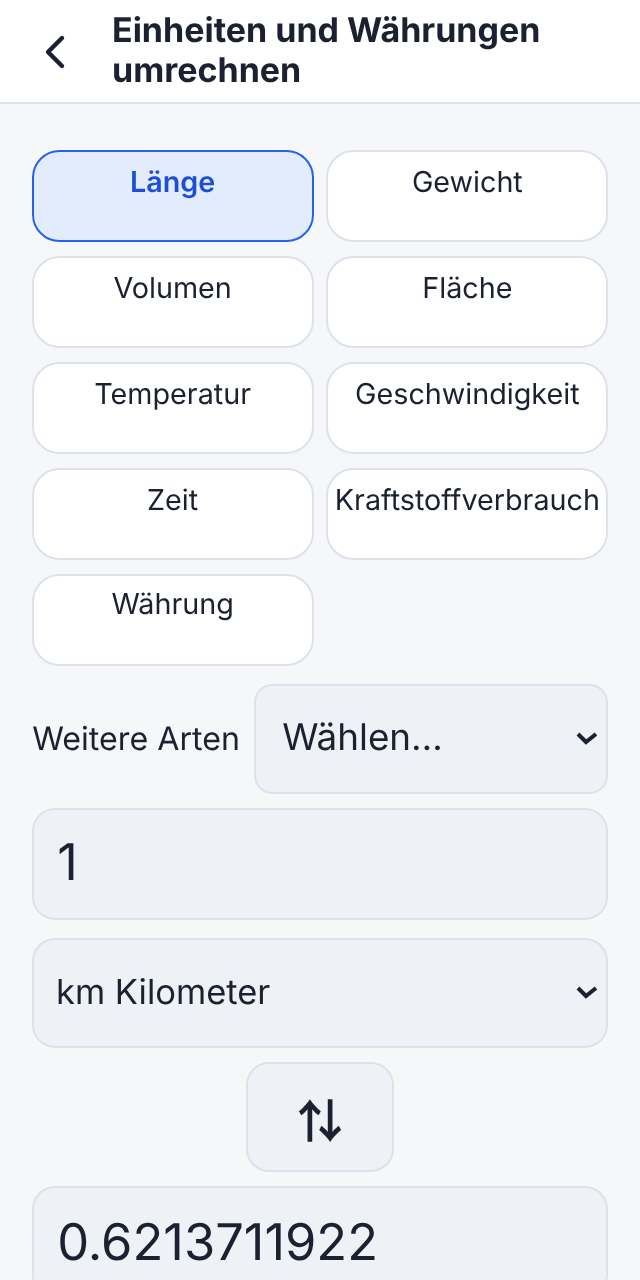 Einheiten und Währungen
umrechnen
Länge
Gewicht
Volumen
Fläche
Temperatur
Geschwindigkeit
Zeit
Kraftstoffverbrauch
Währung
Weitere Arten
Wählen...
1
km Kilometer
0.6213711922